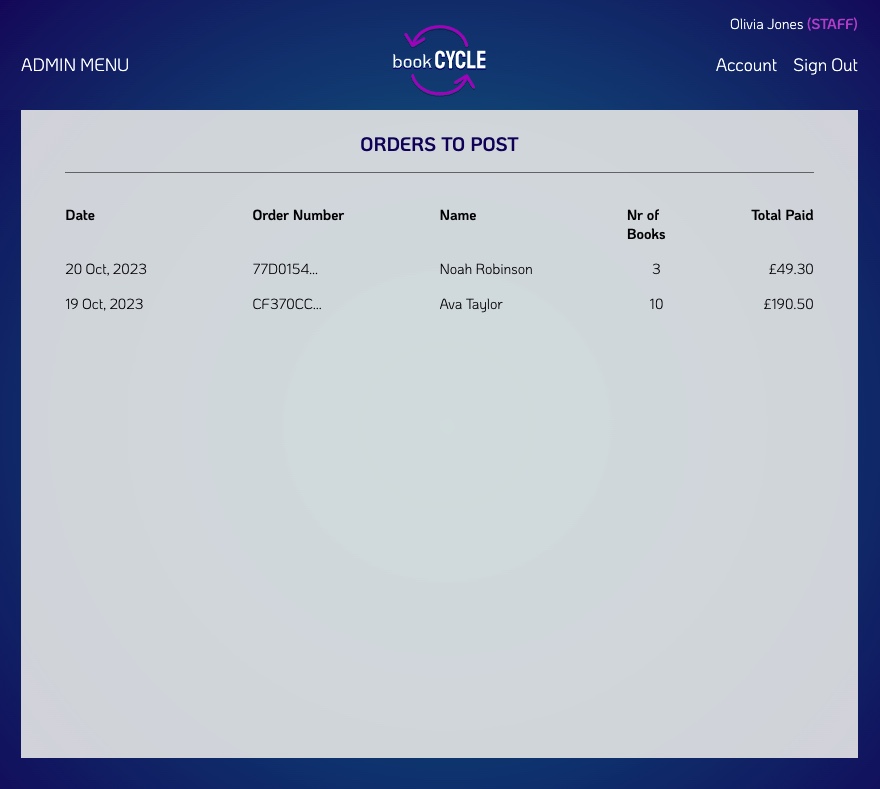 Olivia Jones (STAFF)
ADMIN MENU
book CYCLE
Account Sign Out
ORDERS TO POST
Date Order Number Name Nr of Books Total Paid
20 Oct, 2023 77D0154... Noah Robinson 3 £49.30
19 Oct, 2023 CF370CC... Ava Taylor 10 £190.50